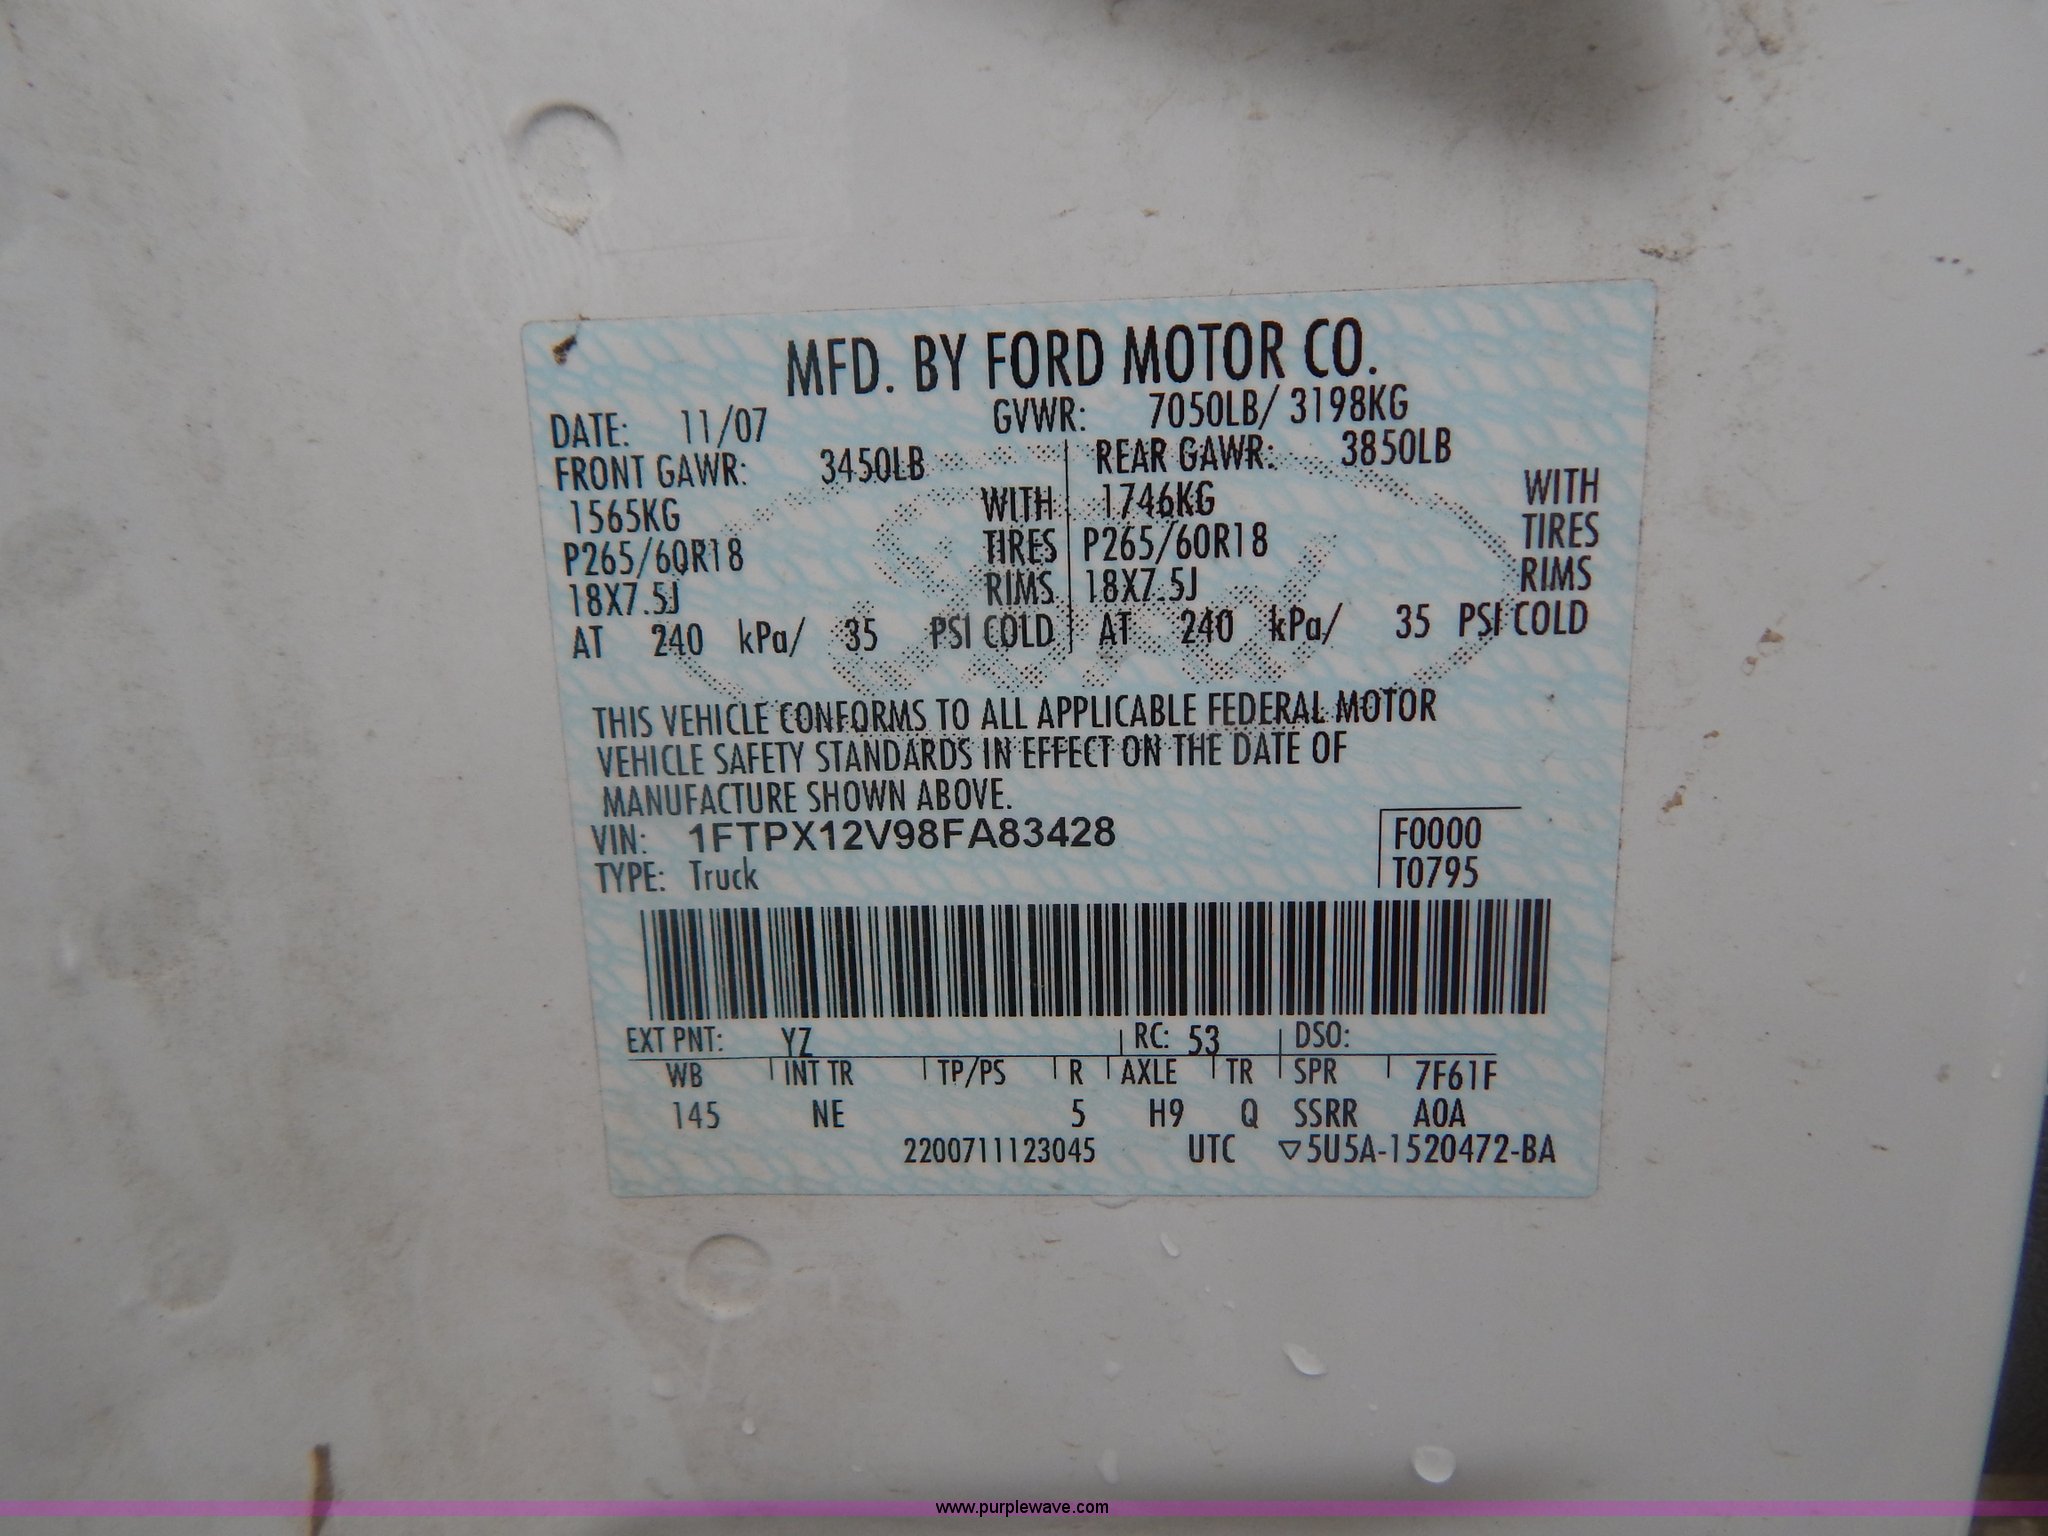 MFD. BY FORD MOTOR CO.
DATE: 11/07 GVWR: 7050LB/ 3198KG
FRONT GAWR: 3450LB REAR GAWR: 3850LB
1565KG WITH 1746KG WITH
P265/60R18 TIRES P265/60R18 TIRES
18X7.5J RIMS 18X7.5J RIMS
AT 240 kPa/ 35 PSI COLD AT 240 kPa/ 35 PSI COLD
THIS VEHICLE CONFORMS TO ALL APPLICABLE FEDERAL MOTOR
VEHICLE SAFETY STANDARDS IN EFFECT ON THE DATE OF
MANUFACTURE SHOWN ABOVE.
VIN: 1FTPX12V98FA83428 F0000
TYPE: Truck T0795
EXT PNT: YZ RC: 53 DSO:
WB INT TR TP/PS R AXLE TR SPR 7F61F
145 NE 5 H9 Q SSRR A0A
2200711123045 UTC ▽5U5A-1520472-BA
www.purplewave.com